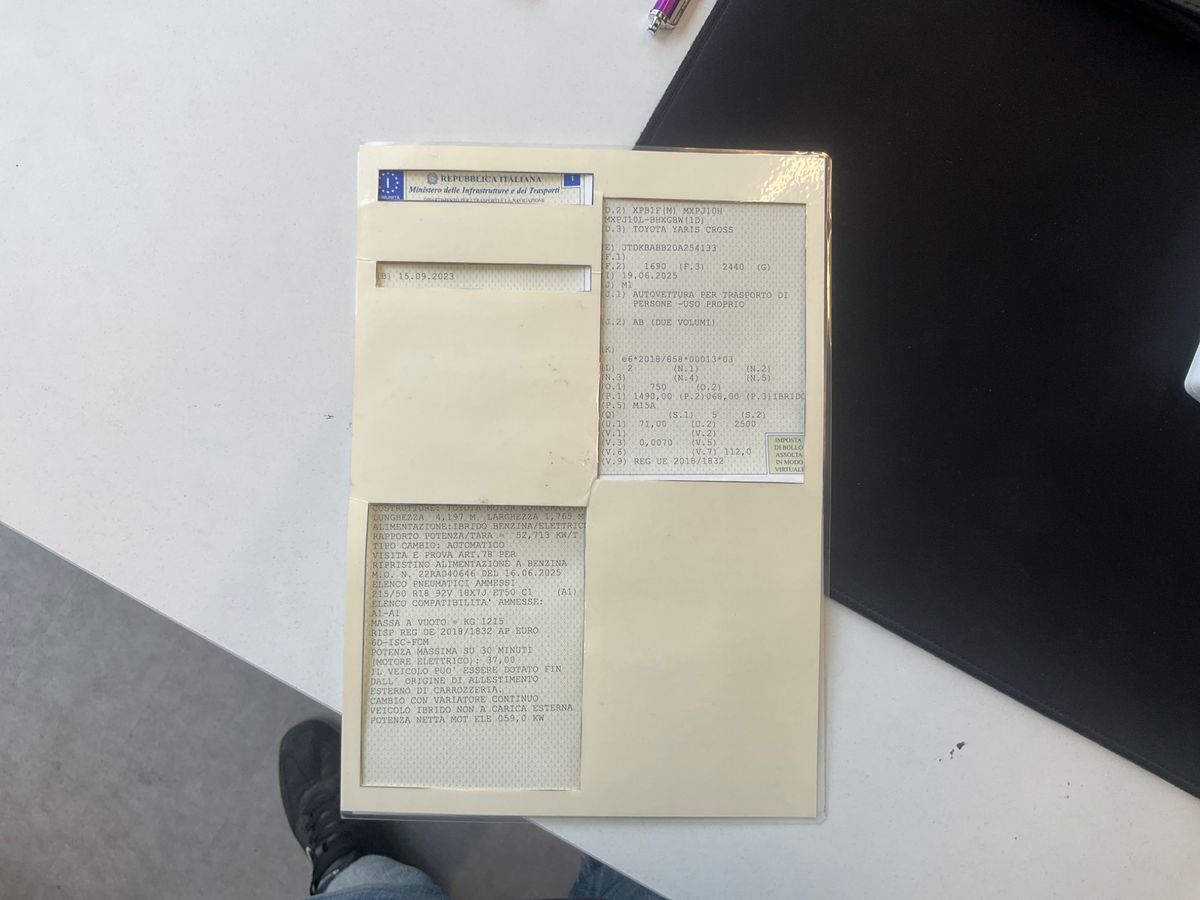 I
REPUBBLICA ITALIANA
Ministero delle Infrastrutture e dei Trasporti
DIPARTIMENTO PER I TRASPORTI E LA NAVIGAZIONE
(B) 15.09.2023
(D.2) XPB1F(M) MXPJ10H
MXPJ10L-BHXGBW(1D)
(D.3) TOYOTA YARIS CROSS
(E) JTDKBABB20A254133
(F.1)
(F.2) 1690 (F.3) 2440 (G)
(I) 19.06.2025
(J) M1
(J.1) AUTOVETTURA PER TRASPORTO DI
PERSONE -USO PROPRIO
(J.2) AB (DUE VOLUMI)
(K)
e6*2018/858*00013*03
(L) 2 (N.1) (N.2)
(N.3) (N.4) (N.5)
(O.1) 750 (O.2)
(P.1) 1490,00 (P.2)068,00 (P.3)IBRIDO
(P.5) M15A
(Q) (S.1) 5 (S.2)
(U.1) 71,00 (U.2) 2500
(V.1) (V.2)
(V.3) 0,0070 (V.5)
(V.6) (V.7) 112,0
(V.9) REG UE 2018/1832
IMPOSTA
DI BOLLO
ASSOLTA
IN MODO
VIRTUALE
COSTRUTTORE: TOYOTA MOTOR
LUNGHEZZA 4,197 M LARGHEZZA 1,765 M
ALIMENTAZIONE:IBRIDO BENZINA/ELETTRIC
RAPPORTO POTENZA/TARA = 52,713 KW/T
TIPO CAMBIO: AUTOMATICO
VISITA E PROVA ART.78 PER
RIPRISTINO ALIMENTAZIONE A BENZINA
M.O. N. 22RA040646 DEL 16.06.2025
ELENCO PNEUMATICI AMMESSI
215/50 R18 92V 18X7J ET50 C1 (A1)
ELENCO COMPATIBILITA' AMMESSE:
A1-A1
MASSA A VUOTO = KG 1215
RISP REG UE 2018/1832 AP EURO
6D-ISC-FCM
POTENZA MASSIMA SU 30 MINUTI
(MOTORE ELETTRICO): 37,00
IL VEICOLO PUO' ESSERE DOTATO FIN
DALL' ORIGINE DI ALLESTIMENTO
ESTERNO DI CARROZZERIA.
CAMBIO CON VARIATORE CONTINUO
VEICOLO IBRIDO NON A CARICA ESTERNA
POTENZA NETTA MOT ELE 059,0 KW